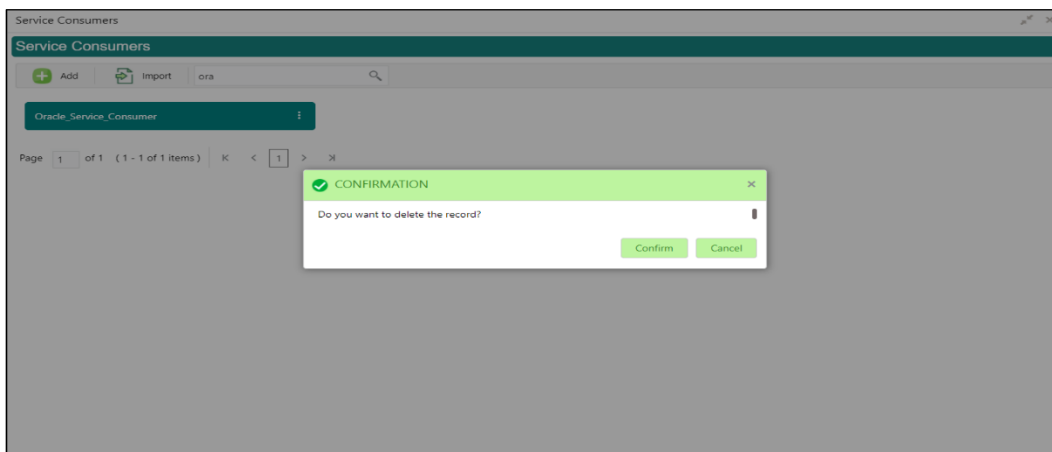 Service Consumers
Service Consumers
Add Import ora
Oracle_Service_Consumer
Page 1 of 1 (1 - 1 of 1 items) K < 1 > >|
CONFIRMATION
Do you want to delete the record?
Confirm Cancel